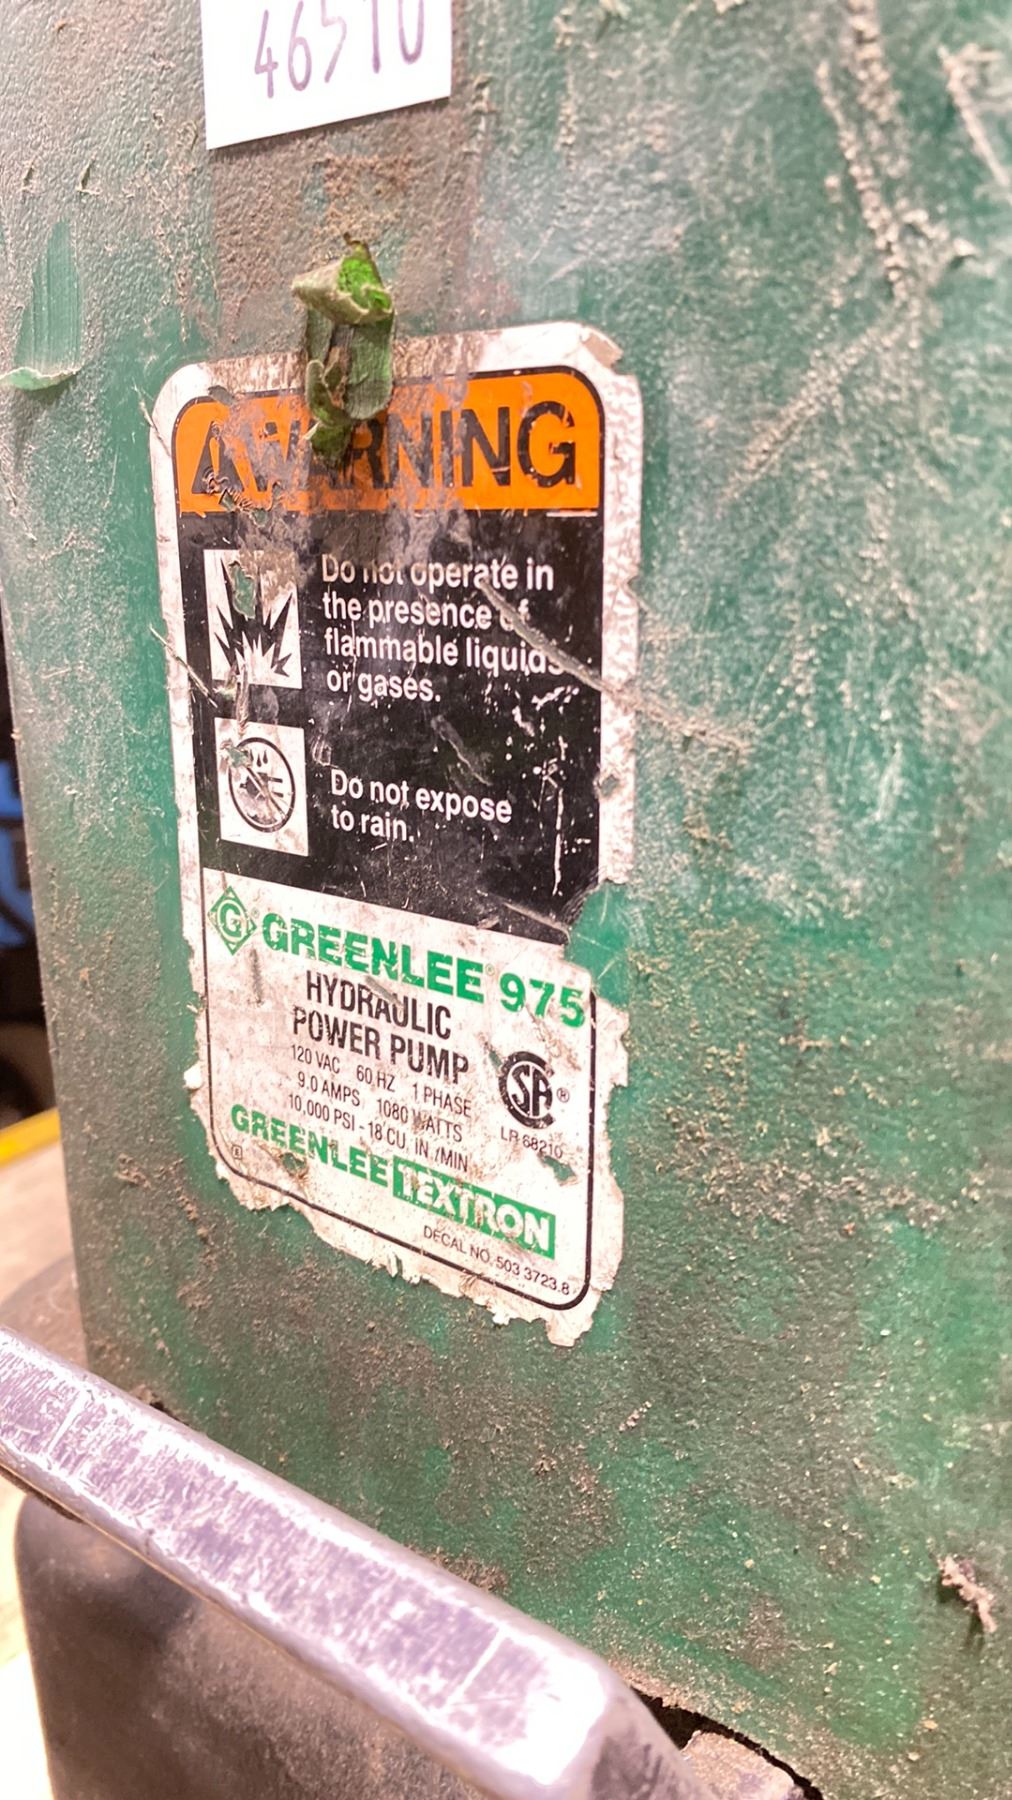 46510
WARNING
Do not operate in
the presence of
flammable liquids
or gases.
Do not expose
to rain.
G® GREENLEE® 975
HYDRAULIC
POWER PUMP
120 VAC 60 HZ 1 PHASE
9.0 AMPS 1080 WATTS
10,000 PSI - 18 CU. IN./MIN
SA®
LR 68210
GREENLEE TEXTRON
DECAL NO. 503 3723.8